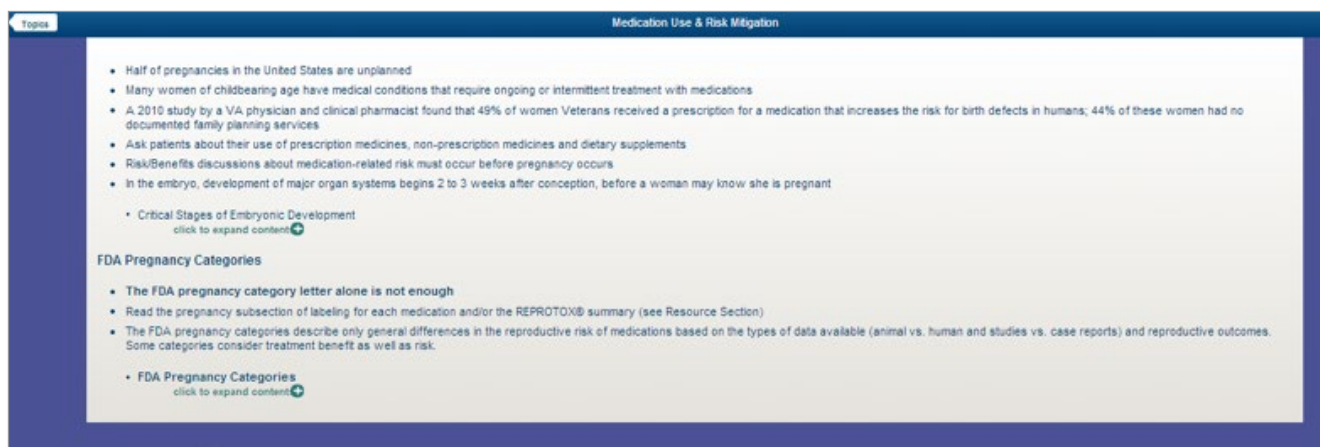 Topics
Medication Use & Risk Mitigation
• Half of pregnancies in the United States are unplanned
• Many women of childbearing age have medical conditions that require ongoing or intermittent treatment with medications
• A 2010 study by a VA physician and clinical pharmacist found that 49% of women Veterans received a prescription for a medication that increases the risk for birth defects in humans; 44% of these women had no
documented family planning services
• Ask patients about their use of prescription medicines, non-prescription medicines and dietary supplements
• Risk/Benefits discussions about medication-related risk must occur before pregnancy occurs
• In the embryo, development of major organ systems begins 2 to 3 weeks after conception, before a woman may know she is pregnant
• Critical Stages of Embryonic Development
click to expand content
FDA Pregnancy Categories
• The FDA pregnancy category letter alone is not enough
• Read the pregnancy subsection of labeling for each medication and/or the REPROTOX® summary (see Resource Section)
• The FDA pregnancy categories describe only general differences in the reproductive risk of medications based on the types of data available (animal vs. human and studies vs. case reports) and reproductive outcomes.
Some categories consider treatment benefit as well as risk.
• FDA Pregnancy Categories
click to expand content